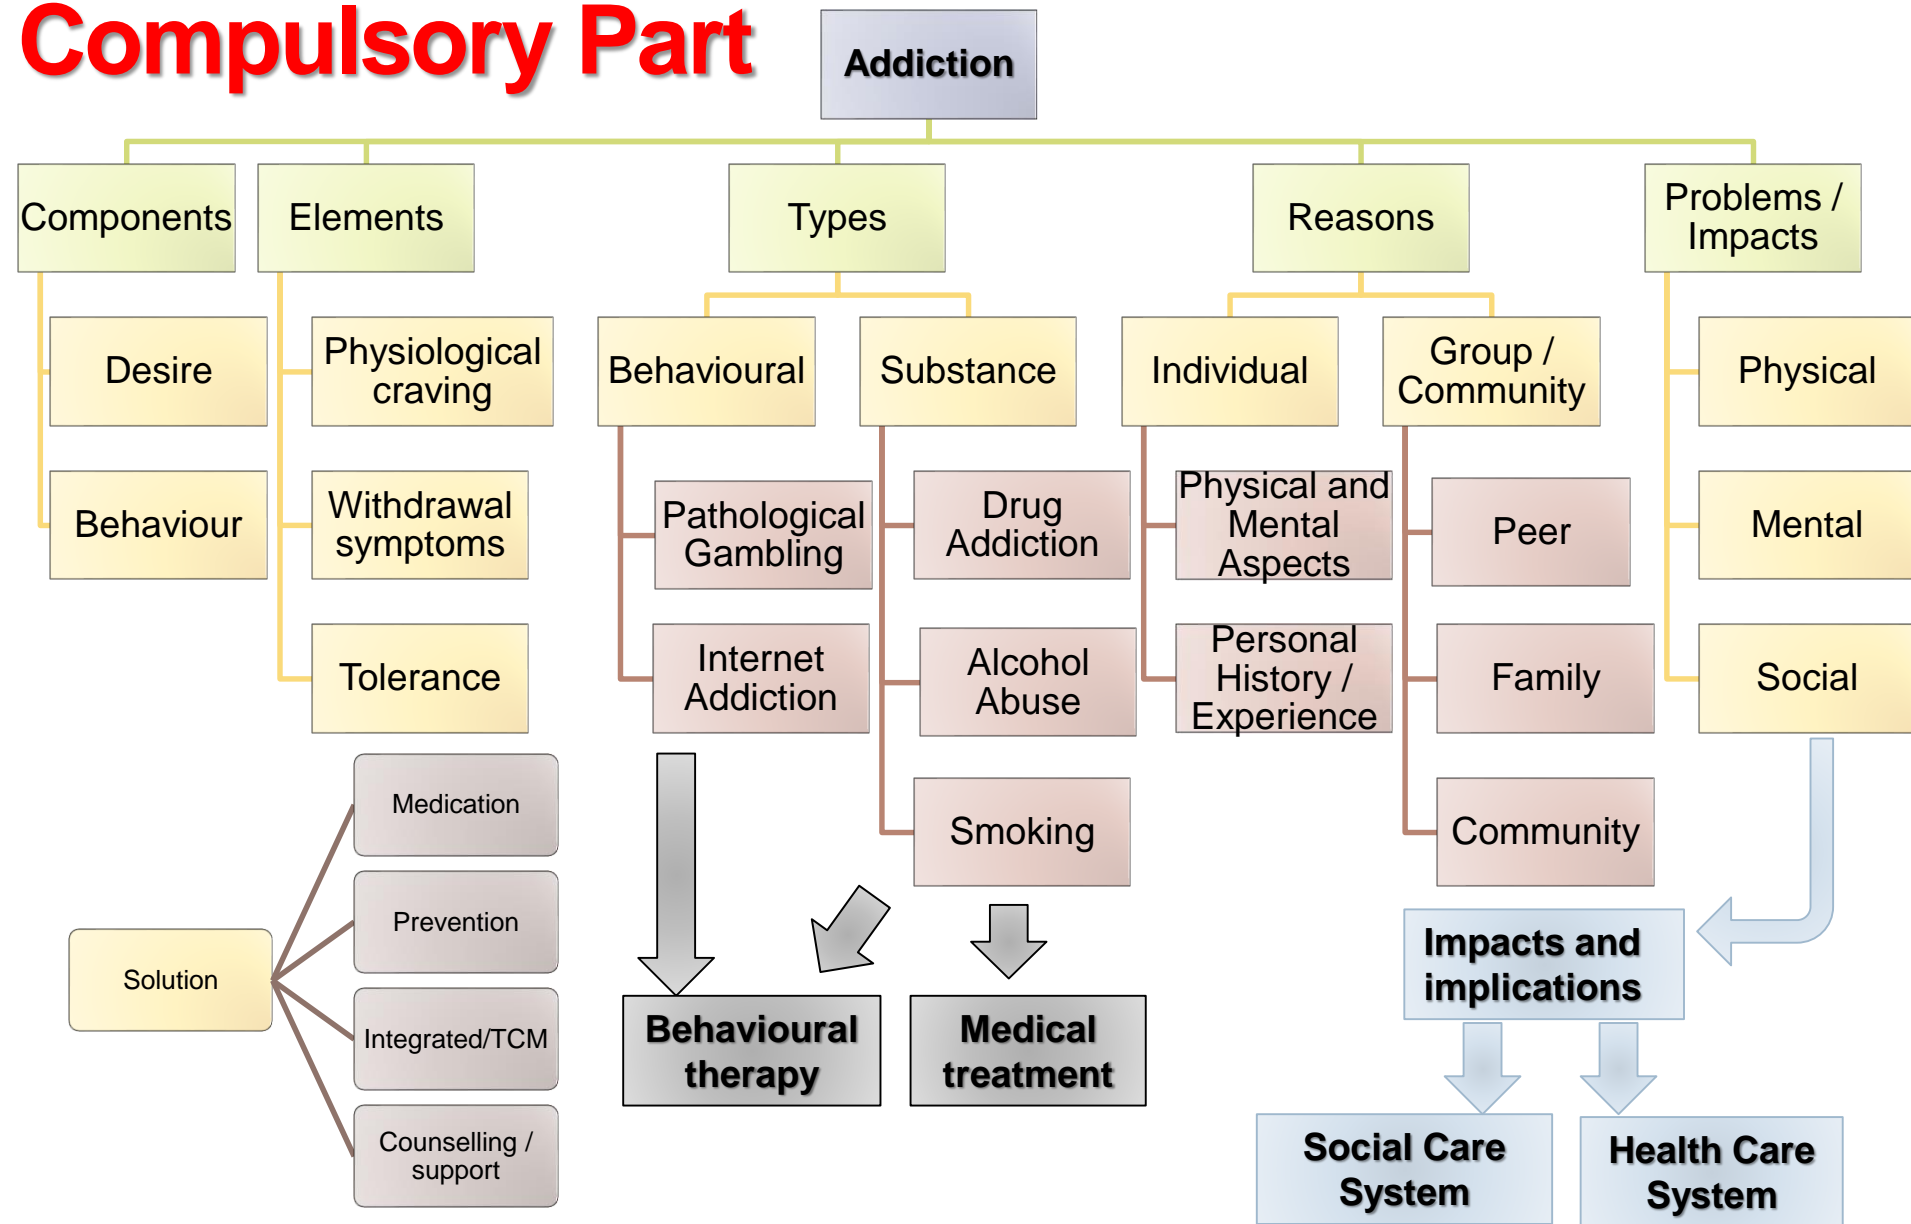 Compulsory Part
Addiction
Components
Elements
Types
Reasons
Problems /
Impacts
Desire
Physiological
craving
Behavioural
Substance
Individual
Group /
Community
Physical
Behaviour
Withdrawal
symptoms
Pathological
Gambling
Drug
Addiction
Physical and
Mental
Aspects
Peer
Mental
Tolerance
Internet
Addiction
Alcohol
Abuse
Personal
History /
Experience
Family
Social
Smoking
Community
Solution
Medication
Prevention
Integrated/TCM
Counselling /
support
Behavioural
therapy
Medical
treatment
Impacts and
implications
Social Care
System
Health Care
System